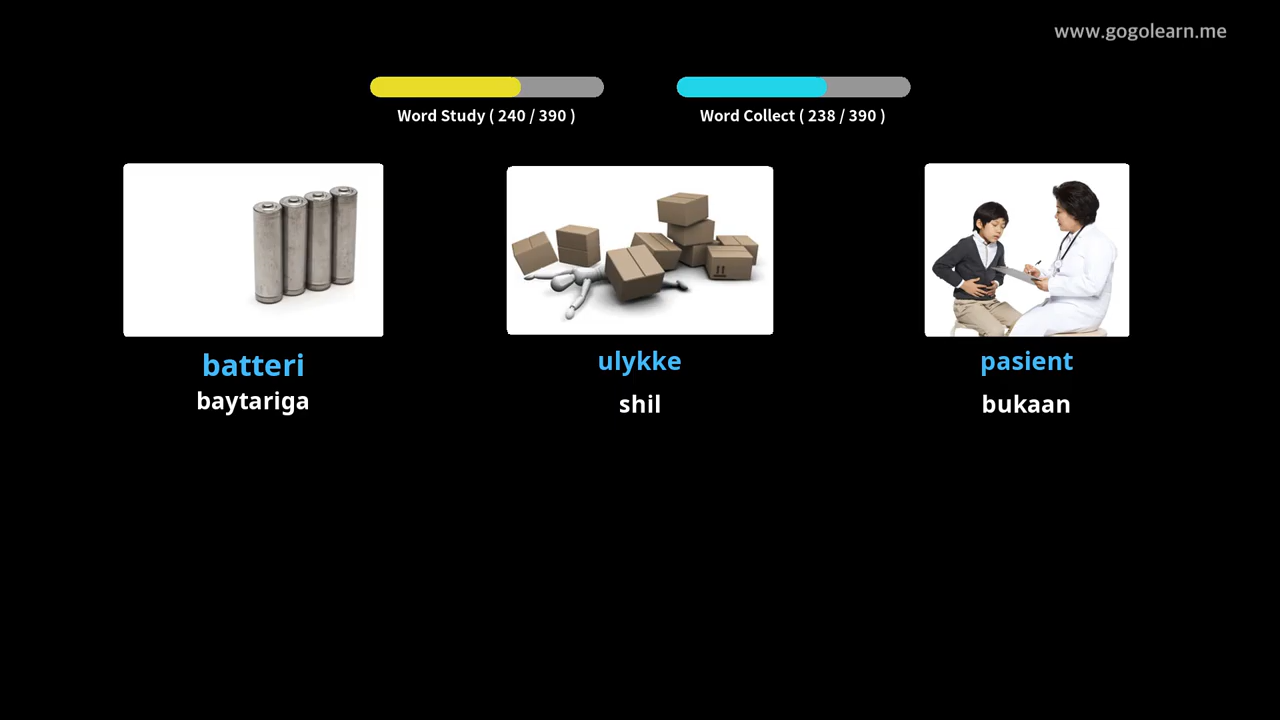 www.gogolearn.me
Word Study ( 240 / 390 )
Word Collect ( 238 / 390 )
batteri
baytariga
ulykke
shil
pasient
bukaan